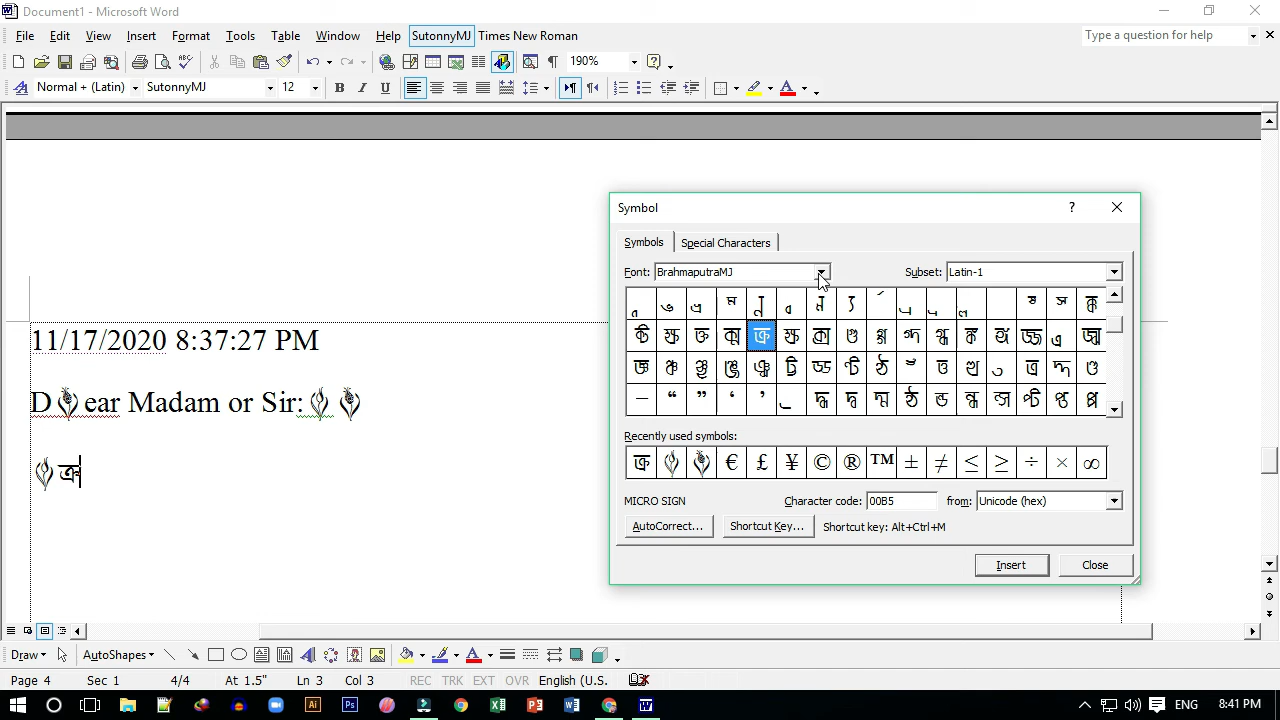 Document1 - Microsoft Word
File Edit View Insert Format Tools Table Window Help SutonnyMJ Times New Roman Type a question for help
190%
Normal + (Latin) SutonnyMJ 12 B I U
Symbol
Symbols Special Characters
Font: BrahmaputraMJ Subset: Latin-1
11/17/2020 8:37:27 PM
Dear Madam or Sir:
ক্র
Recently used symbols:
ক্র € £ ¥ © ® ™ ± ≠ ≤ ≥ ÷ × ∞
MICRO SIGN Character code: 00B5 from: Unicode (hex)
AutoCorrect... Shortcut Key... Shortcut key: Alt+Ctrl+M
Insert Close
Draw AutoShapes
Page 4 Sec 1 4/4 At 1.5" Ln 3 Col 3 REC TRK EXT OVR English (U.S.
ENG 8:41 PM